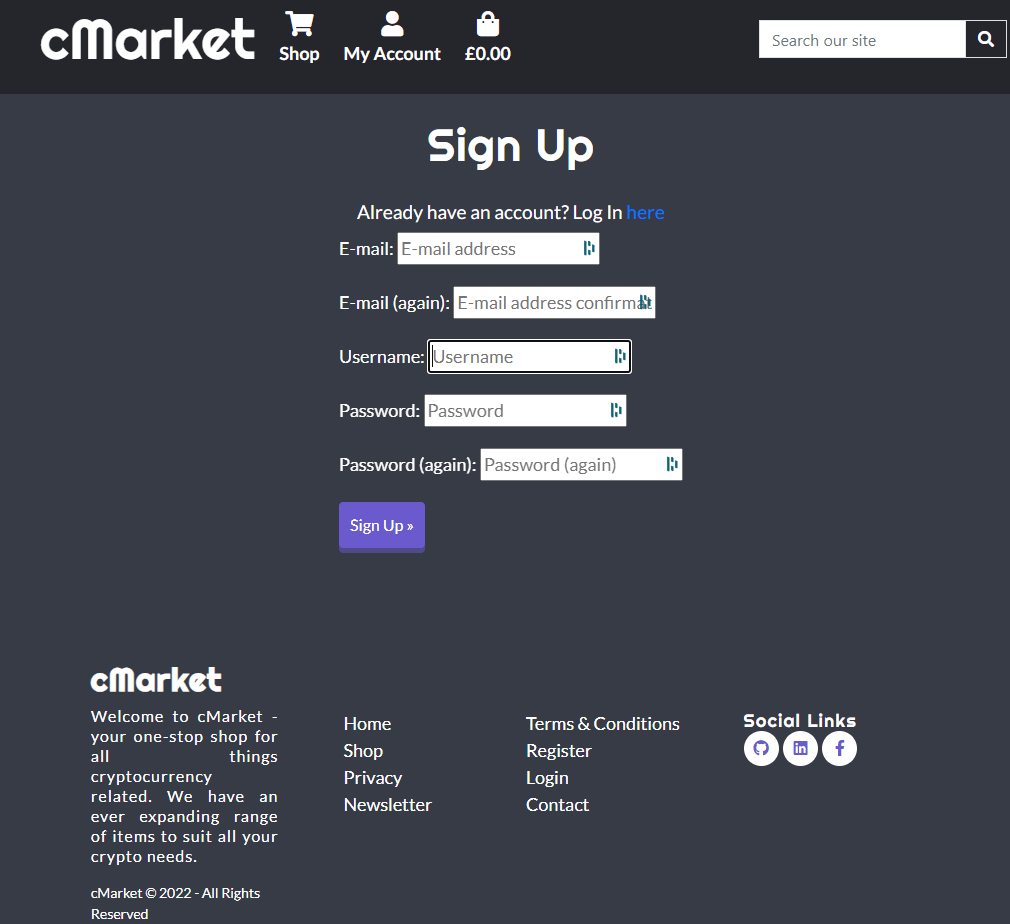 cMarket
Shop
My Account
£0.00
Search our site
Sign Up
Already have an account? Log In here
E-mail: E-mail address
E-mail (again): E-mail address confirmat
Username: Username
Password: Password
Password (again): Password (again)
Sign Up »
cMarket
Welcome to cMarket -
your one-stop shop for
all things
cryptocurrency
related. We have an
ever expanding range
of items to suit all your
crypto needs.
cMarket © 2022 - All Rights
Reserved
Home
Shop
Privacy
Newsletter
Terms & Conditions
Register
Login
Contact
Social Links